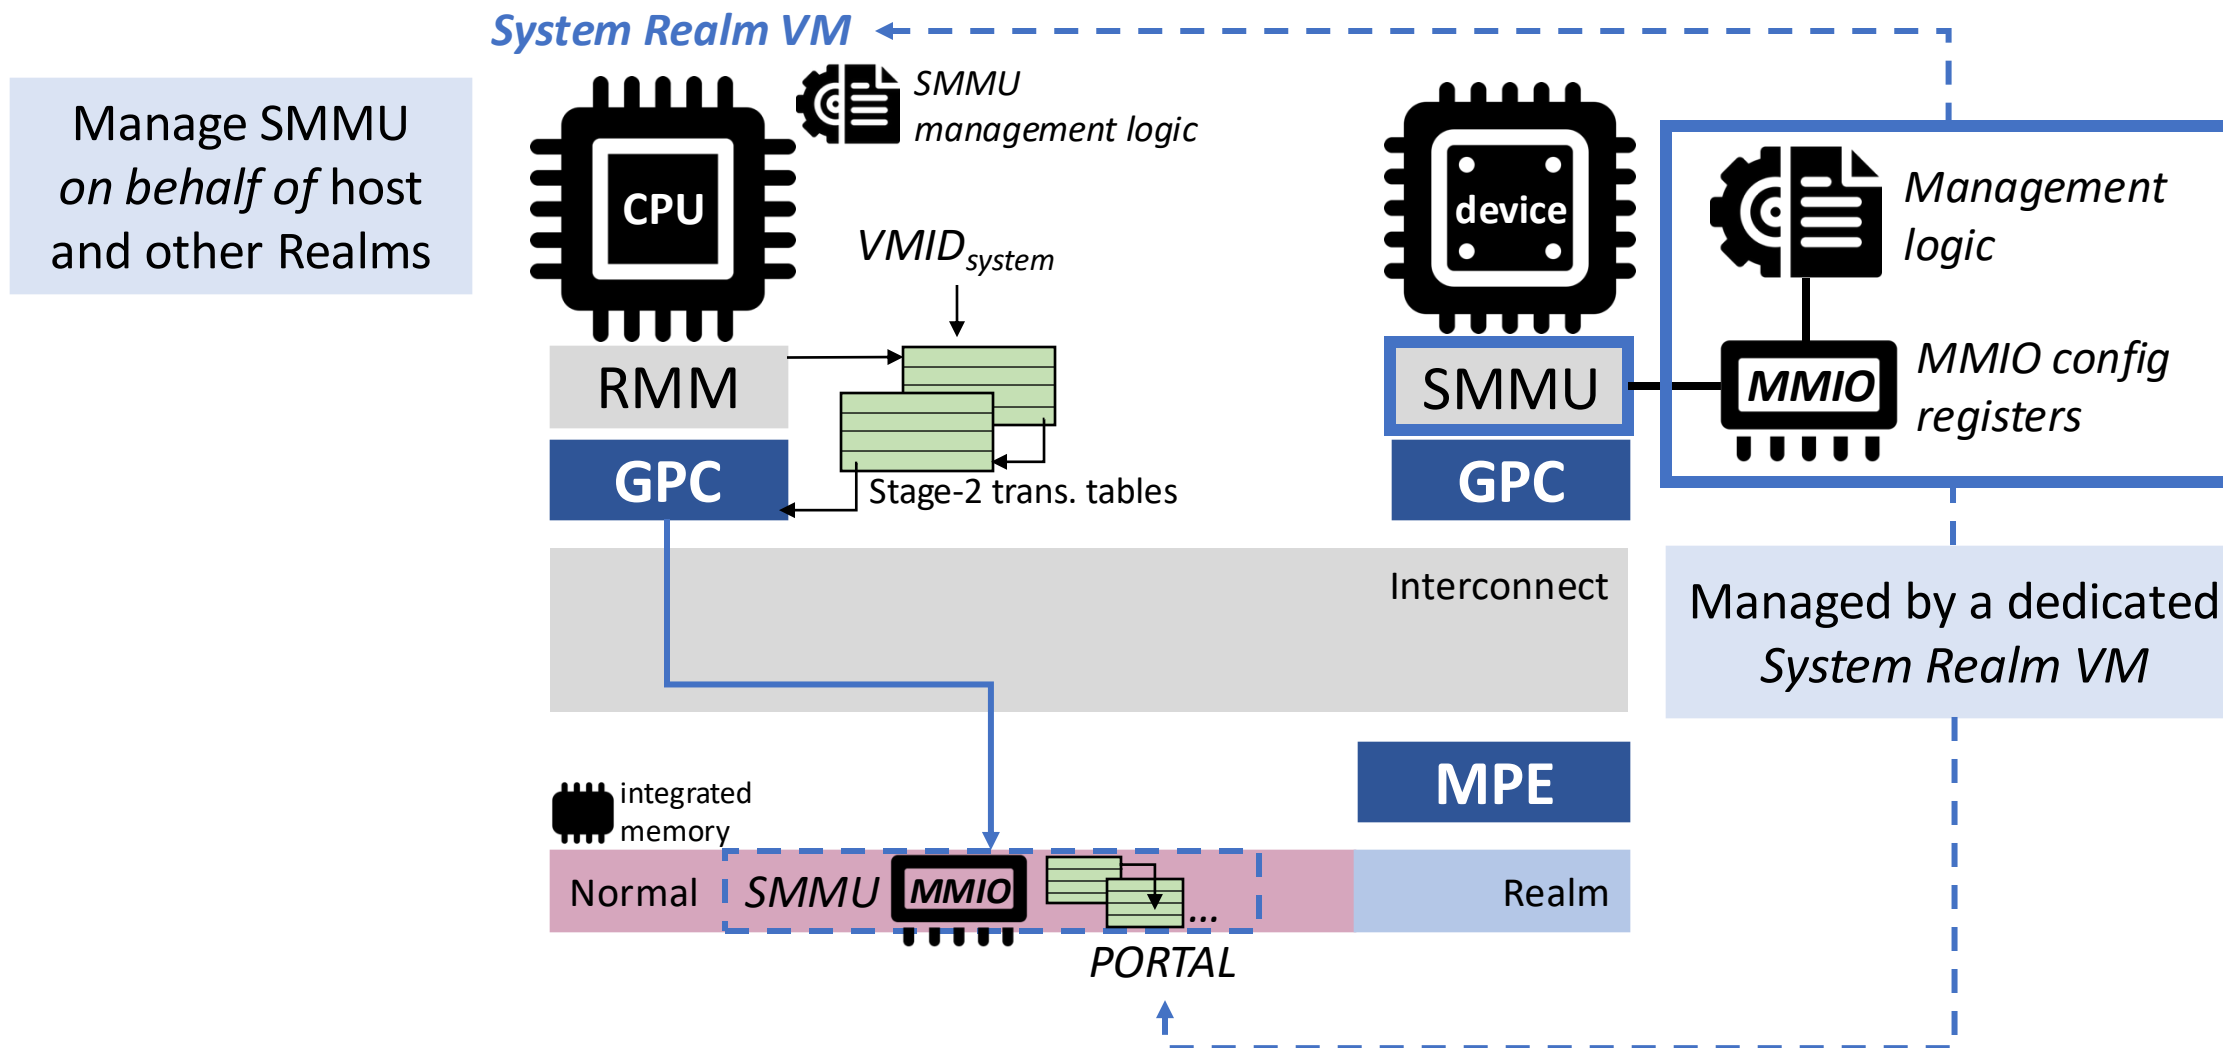 System Realm VM
Manage SMMU
on behalf of host
and other Realms
SMMU
management logic
CPU
VMIDsystem
device
Management
logic
RMM
SMMU
MMIO
MMIO config
registers
GPC
Stage-2 trans. tables
GPC
Interconnect
Managed by a dedicated
System Realm VM
MPE
integrated
memory
Normal
SMMU
MMIO
...
Realm
PORTAL